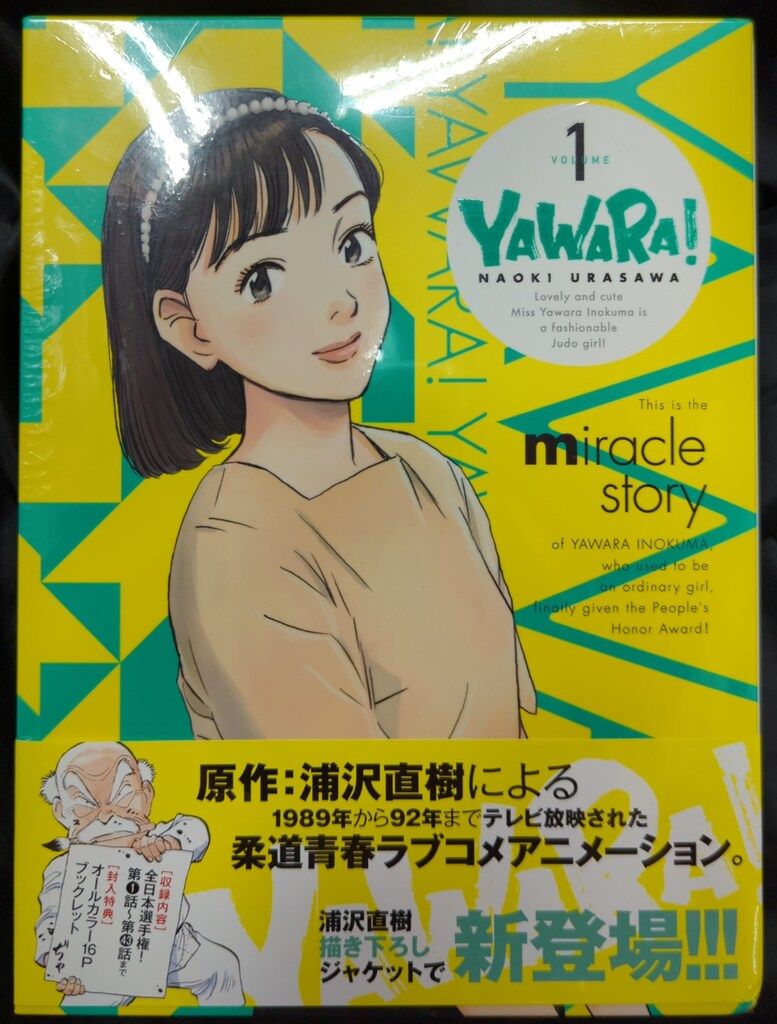 1
VOLUME
YAWARA!
NAOKI URASAWA
Lovely and cute
Miss Yawara Inokuma is
a fashionable
Judo girl!
This is the
miracle
story
of YAWARA INOKUMA,
who used to be
an ordinary girl,
finally given the People's
Honor Award!
YAWARA! YA
原作:浦沢直樹による
1989年から92年までテレビ放映された
柔道青春ラブコメアニメーション。
浦沢直樹
描き下ろし
ジャケットで
新登場!!!
[収録内容]
全日本選手権!
第1話〜第43話まで
[封入特典]
オールカラー16P
ブックレット
YAWARA!